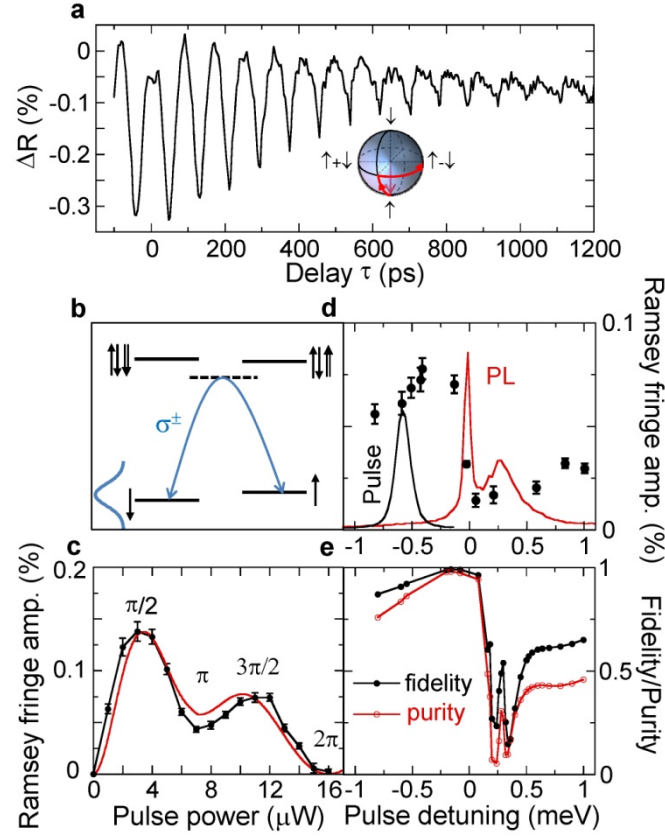 a
0
-0.1
-0.2
-0.3
ΔR (%)
↓
↑+↓ ↑-↓
↑
0 200 400 600 800 1000 1200
Delay τ (ps)
b
↑↓⇓ ↑↓⇑
σ±
↓ ↑
d
0.1
0
PL
Pulse
Ramsey fringe amp. (%)
-1 -0.5 0 0.5 1
c
0.2
0.1
0
Ramsey fringe amp. (%)
π/2
π
3π/2
2π
0 4 8 12 16
Pulse power (μW)
e
1
0.5
0
Fidelity/Purity
fidelity
purity
-1 -0.5 0 0.5 1
Pulse detuning (meV)